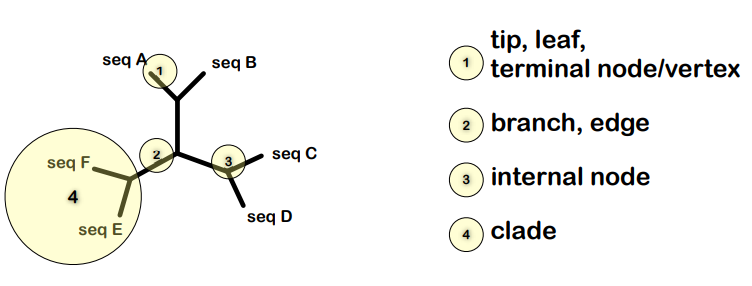 seq A
1
seq B
2
3
seq C
seq F
4
seq D
seq E
1
tip, leaf,
terminal node/vertex
2
branch, edge
3
internal node
4
clade